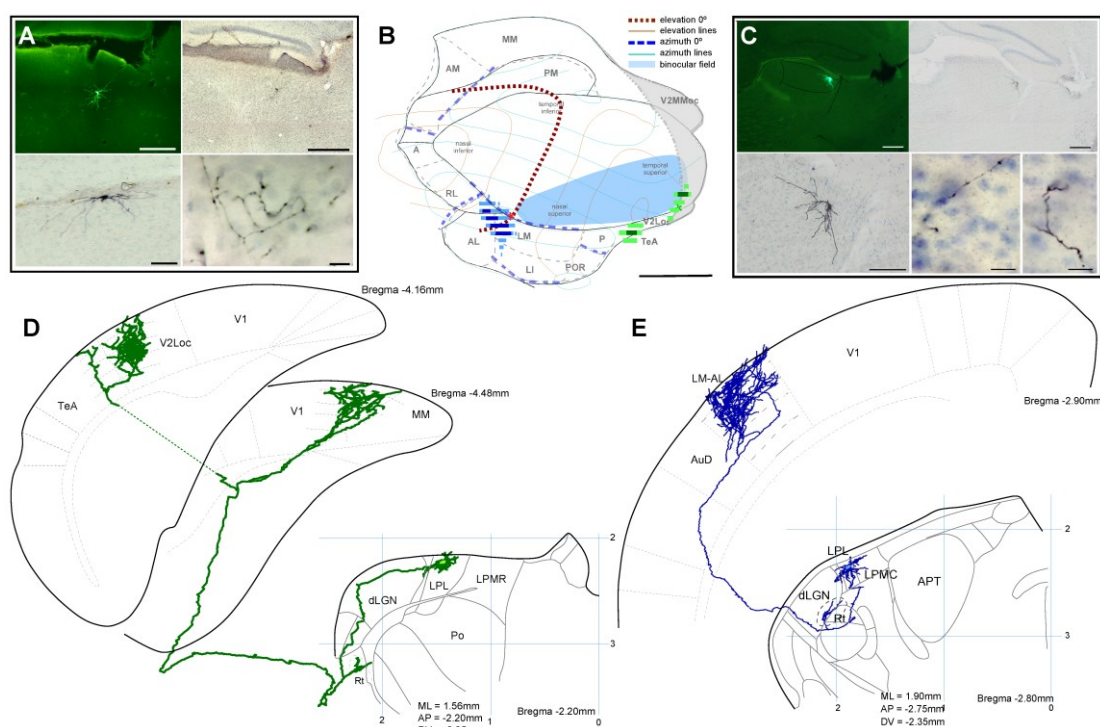 A
B
C
elevation 0º
elevation lines
azimuth 0º
azimuth lines
binocular field
MM
AM
PM
V2MMoc
temporal
inferior
nasal
inferior
A
RL
temporal
superior
nasal
superior
AL
LM
V2Loc
TeA
P
LI
POR
D
Bregma -4.16mm
V1
V2Loc
TeA
V1
MM
Bregma -4.48mm
2
LPL
LPMR
dLGN
Po
3
Rt
ML = 1.56mm
AP = -2.20mm
Bregma -2.20mm
2
1
0
E
V1
LM-AL
Bregma -2.90mm
AuD
2
LPL
LPMC
APT
dLGN
Rt
3
ML = 1.90mm
AP = -2.75mm
DV = -2.35mm
Bregma -2.80mm
2
1
0